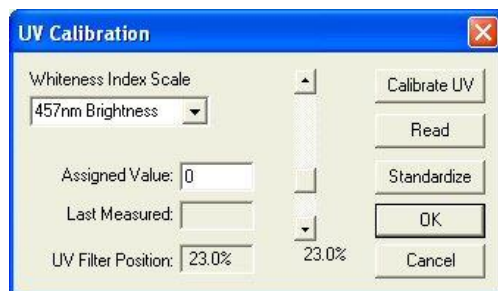 UV Calibration
Whiteness Index Scale
457nm Brightness
Calibrate UV
Read
Assigned Value: 0
Standardize
Last Measured:
OK
UV Filter Position: 23.0%
23.0%
Cancel